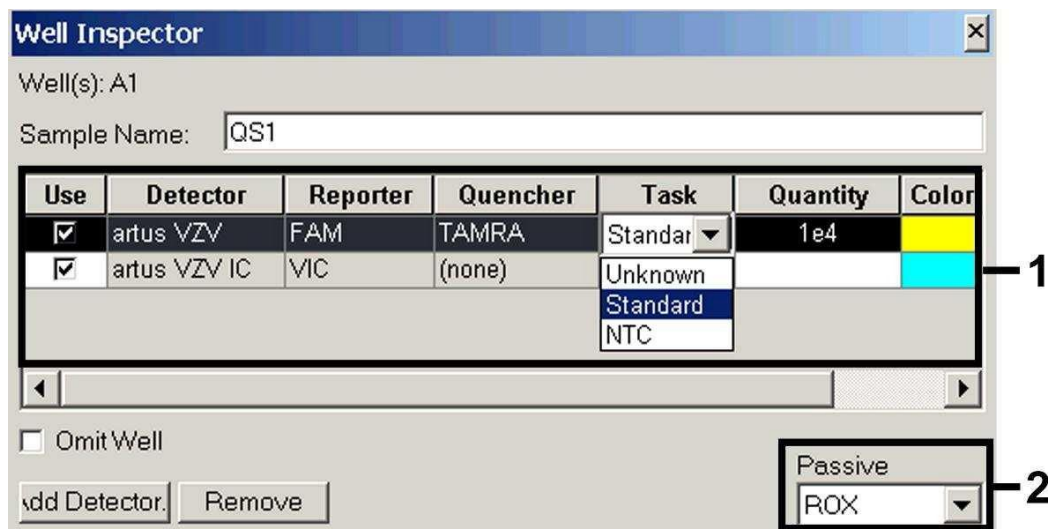 Well Inspector
Well(s): A1
Sample Name: QS1
Use Detector Reporter Quencher Task Quantity Color
artus VZV FAM TAMRA Standar 1e4
artus VZV IC VIC (none)
Unknown
Standard
NTC
1
Omit Well
Passive
dd Detector. Remove
ROX
2